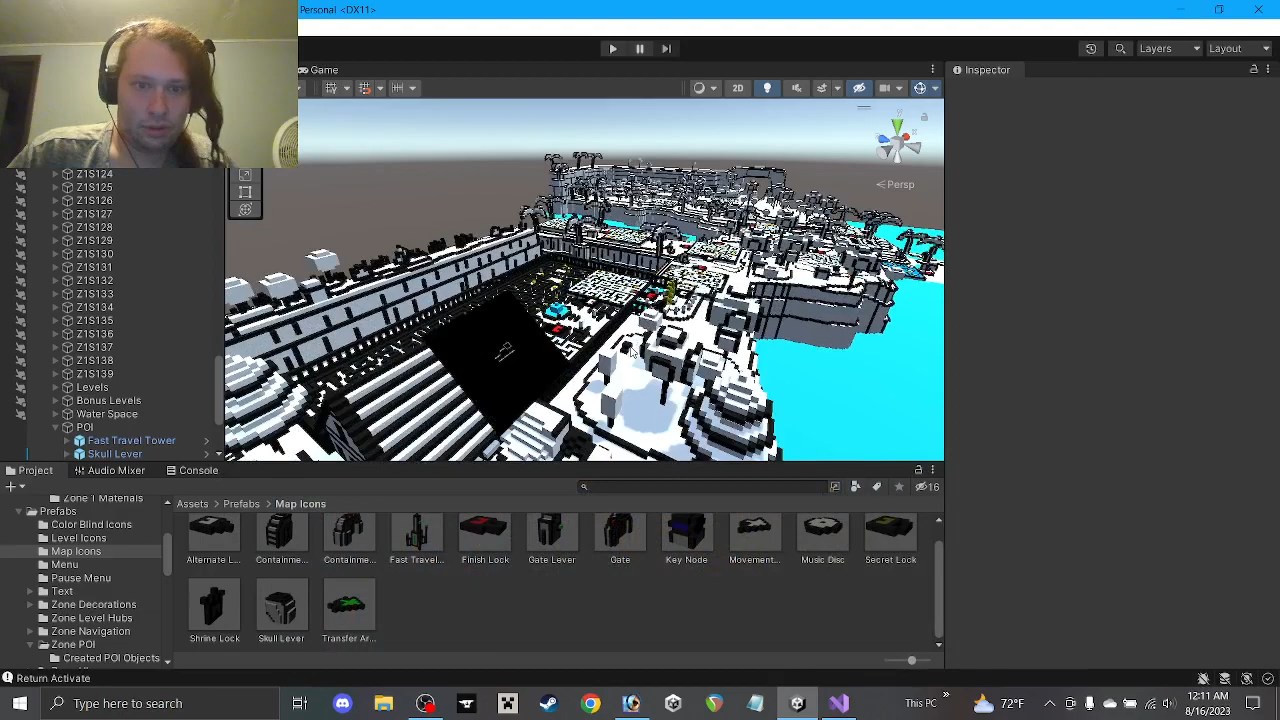 Personal <DX11>
Layers
Layout
Game
Inspector
2D
y
x
Persp
Z1S124
Z1S125
Z1S126
Z1S127
Z1S128
Z1S129
Z1S130
Z1S131
Z1S132
Z1S133
Z1S134
Z1S135
Z1S136
Z1S137
Z1S138
Z1S139
Levels
Bonus Levels
Water Space
POI
Fast Travel Tower
Skull Lever
Project
Audio Mixer
Console
16
Zone 1 Materials
Prefabs
Color Blind Icons
Level Icons
Map Icons
Menu
Pause Menu
Text
Zone Decorations
Zone Level Hubs
Zone Navigation
Zone POI
Created POI Objects
Assets > Prefabs > Map Icons
Alternate L...
Containme...
Containme...
Fast Travel...
Finish Lock
Gate Lever
Gate
Key Node
Movement...
Music Disc
Secret Lock
Shrine Lock
Skull Lever
Transfer Ar...
Return Activate
Type here to search
This PC
72°F
12:11 AM
8/16/2023